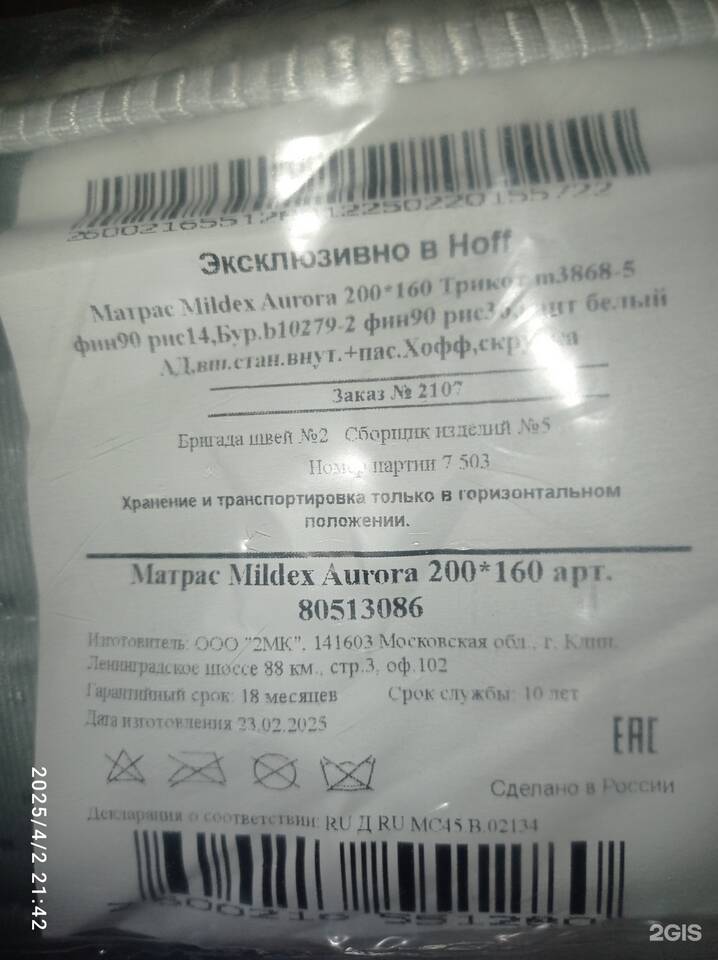 Эксклюзивно в Hoff
Матрас Mildex Aurora 200*160 Трикот m3868-5
фин90 рис14,Бур.b10279-2 фин90 белый
АД,вш.стан.внут.+пас.Хофф,
Заказ № 2107
Бригада швей №2 Сборщик изделий №5
Номер партии 7 503
Хранение и транспортировка только в горизонтальном
положении.
Матрас Mildex Aurora 200*160 арт.
80513086
Изготовитель: ООО "2МК", 141603 Московская обл., г. Клин,
Ленинградское шоссе 88 км., стр.3, оф.102
Гарантийный срок: 18 месяцев Срок службы: 10 лет
Дата изготовления 23.02.2025
EAC
Сделано в России
Декларация о соответствии: RU Д RU МС45 В.02134
2025/4/2 21:42
2GIS